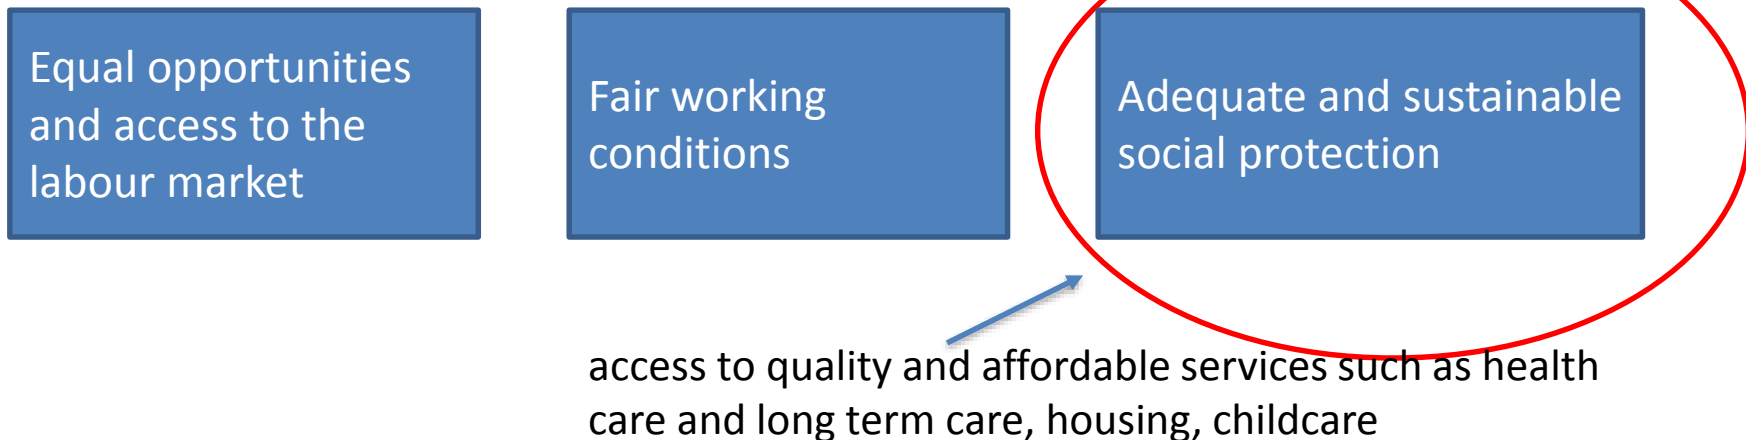 Equal opportunities
and access to the
labour market
Fair working
conditions
Adequate and sustainable
social protection
access to quality and affordable services such as health
care and long term care, housing, childcare